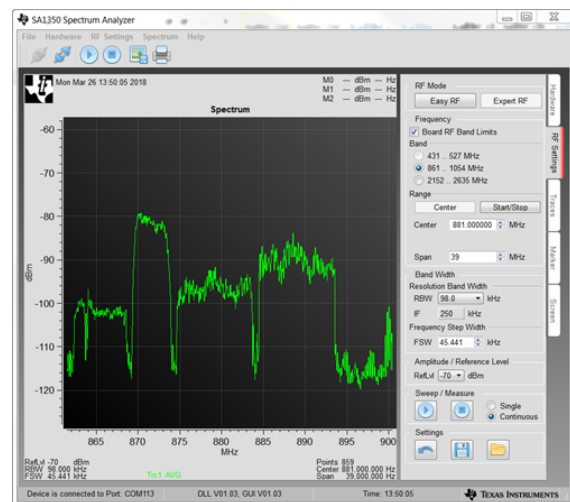 SA1350 Spectrum Analyzer
File Hardware RF Settings Spectrum Help
Mon Mar 26 13:50:05 2018
M0 --- dBm --- Hz
M1 --- dBm --- Hz
M2 --- dBm --- Hz
Spectrum
-60
-70
-80
-90
-100
-110
-120
dBm
865 870 875 880 885 890 895 900
MHz
RefLvl -70 dBm
RBW 98.000 kHz
FSW 45.441 kHz
Trc1 AVG
Points 859
Center 881.000.000 Hz
Span 39.000.000 Hz
RF Mode
Easy RF Expert RF
Frequency
Board RF Band Limits
Band
431 .. 527 MHz
861 .. 1054 MHz
2152 .. 2635 MHz
Range
Center Start/Stop
Center 881.000000 MHz
Span 39 MHz
Band Width
Resolution Band Width
RBW 98.0 kHz
IF 250 kHz
Frequency Step Width
FSW 45.441 kHz
Amplitude / Reference Level
RefLvl -70 dBm
Sweep / Measure
Single
Continuous
Settings
Hardware
RF Settings
Traces
Marker
Screen
Device is connected to Port: COM113 DLL V01.03, GUI V01.03 Time: 13:50:05 TEXAS INSTRUMENTS